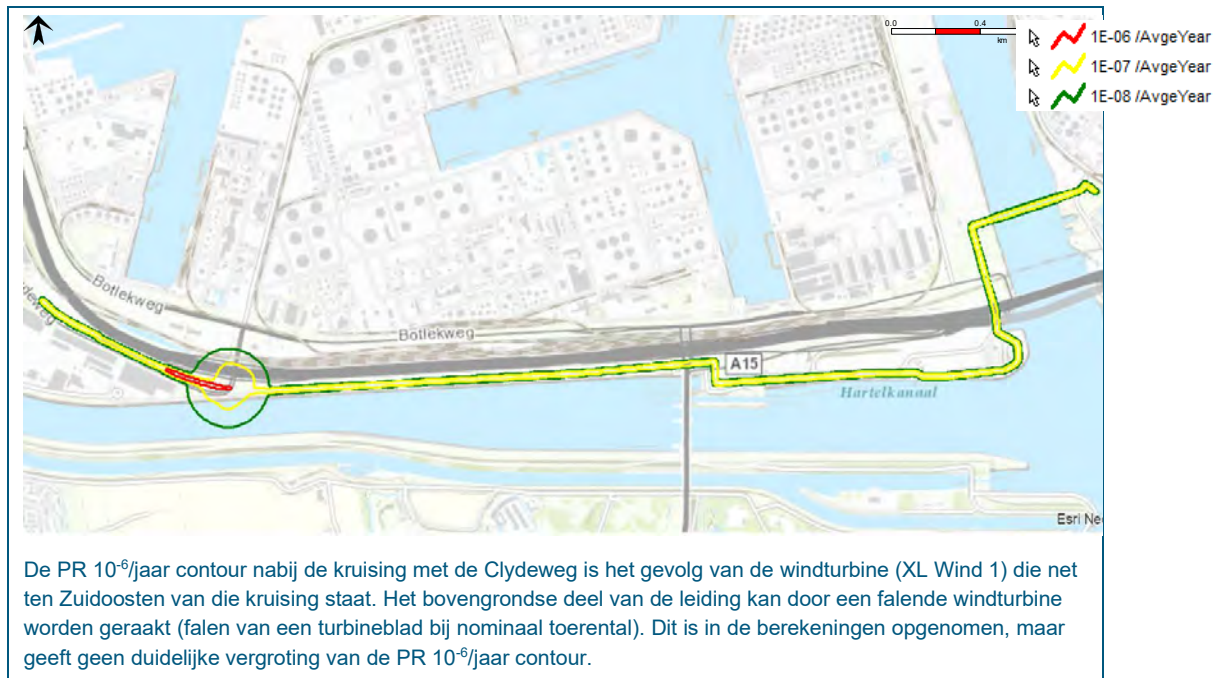 0.0 0.4
km
1E-06 /AvgeYear
1E-07 /AvgeYear
1E-08 /AvgeYear
Botlekweg
Botlekweg
A15
Hartelkanaal
Esri Nee
De PR 10⁻⁶/jaar contour nabij de kruising met de Clydeweg is het gevolg van de windturbine (XL Wind 1) die net
ten Zuidoosten van die kruising staat. Het bovengrondse deel van de leiding kan door een falende windturbine
worden geraakt (falen van een turbineblad bij nominaal toerental). Dit is in de berekeningen opgenomen, maar
geeft geen duidelijke vergroting van de PR 10⁻⁶/jaar contour.